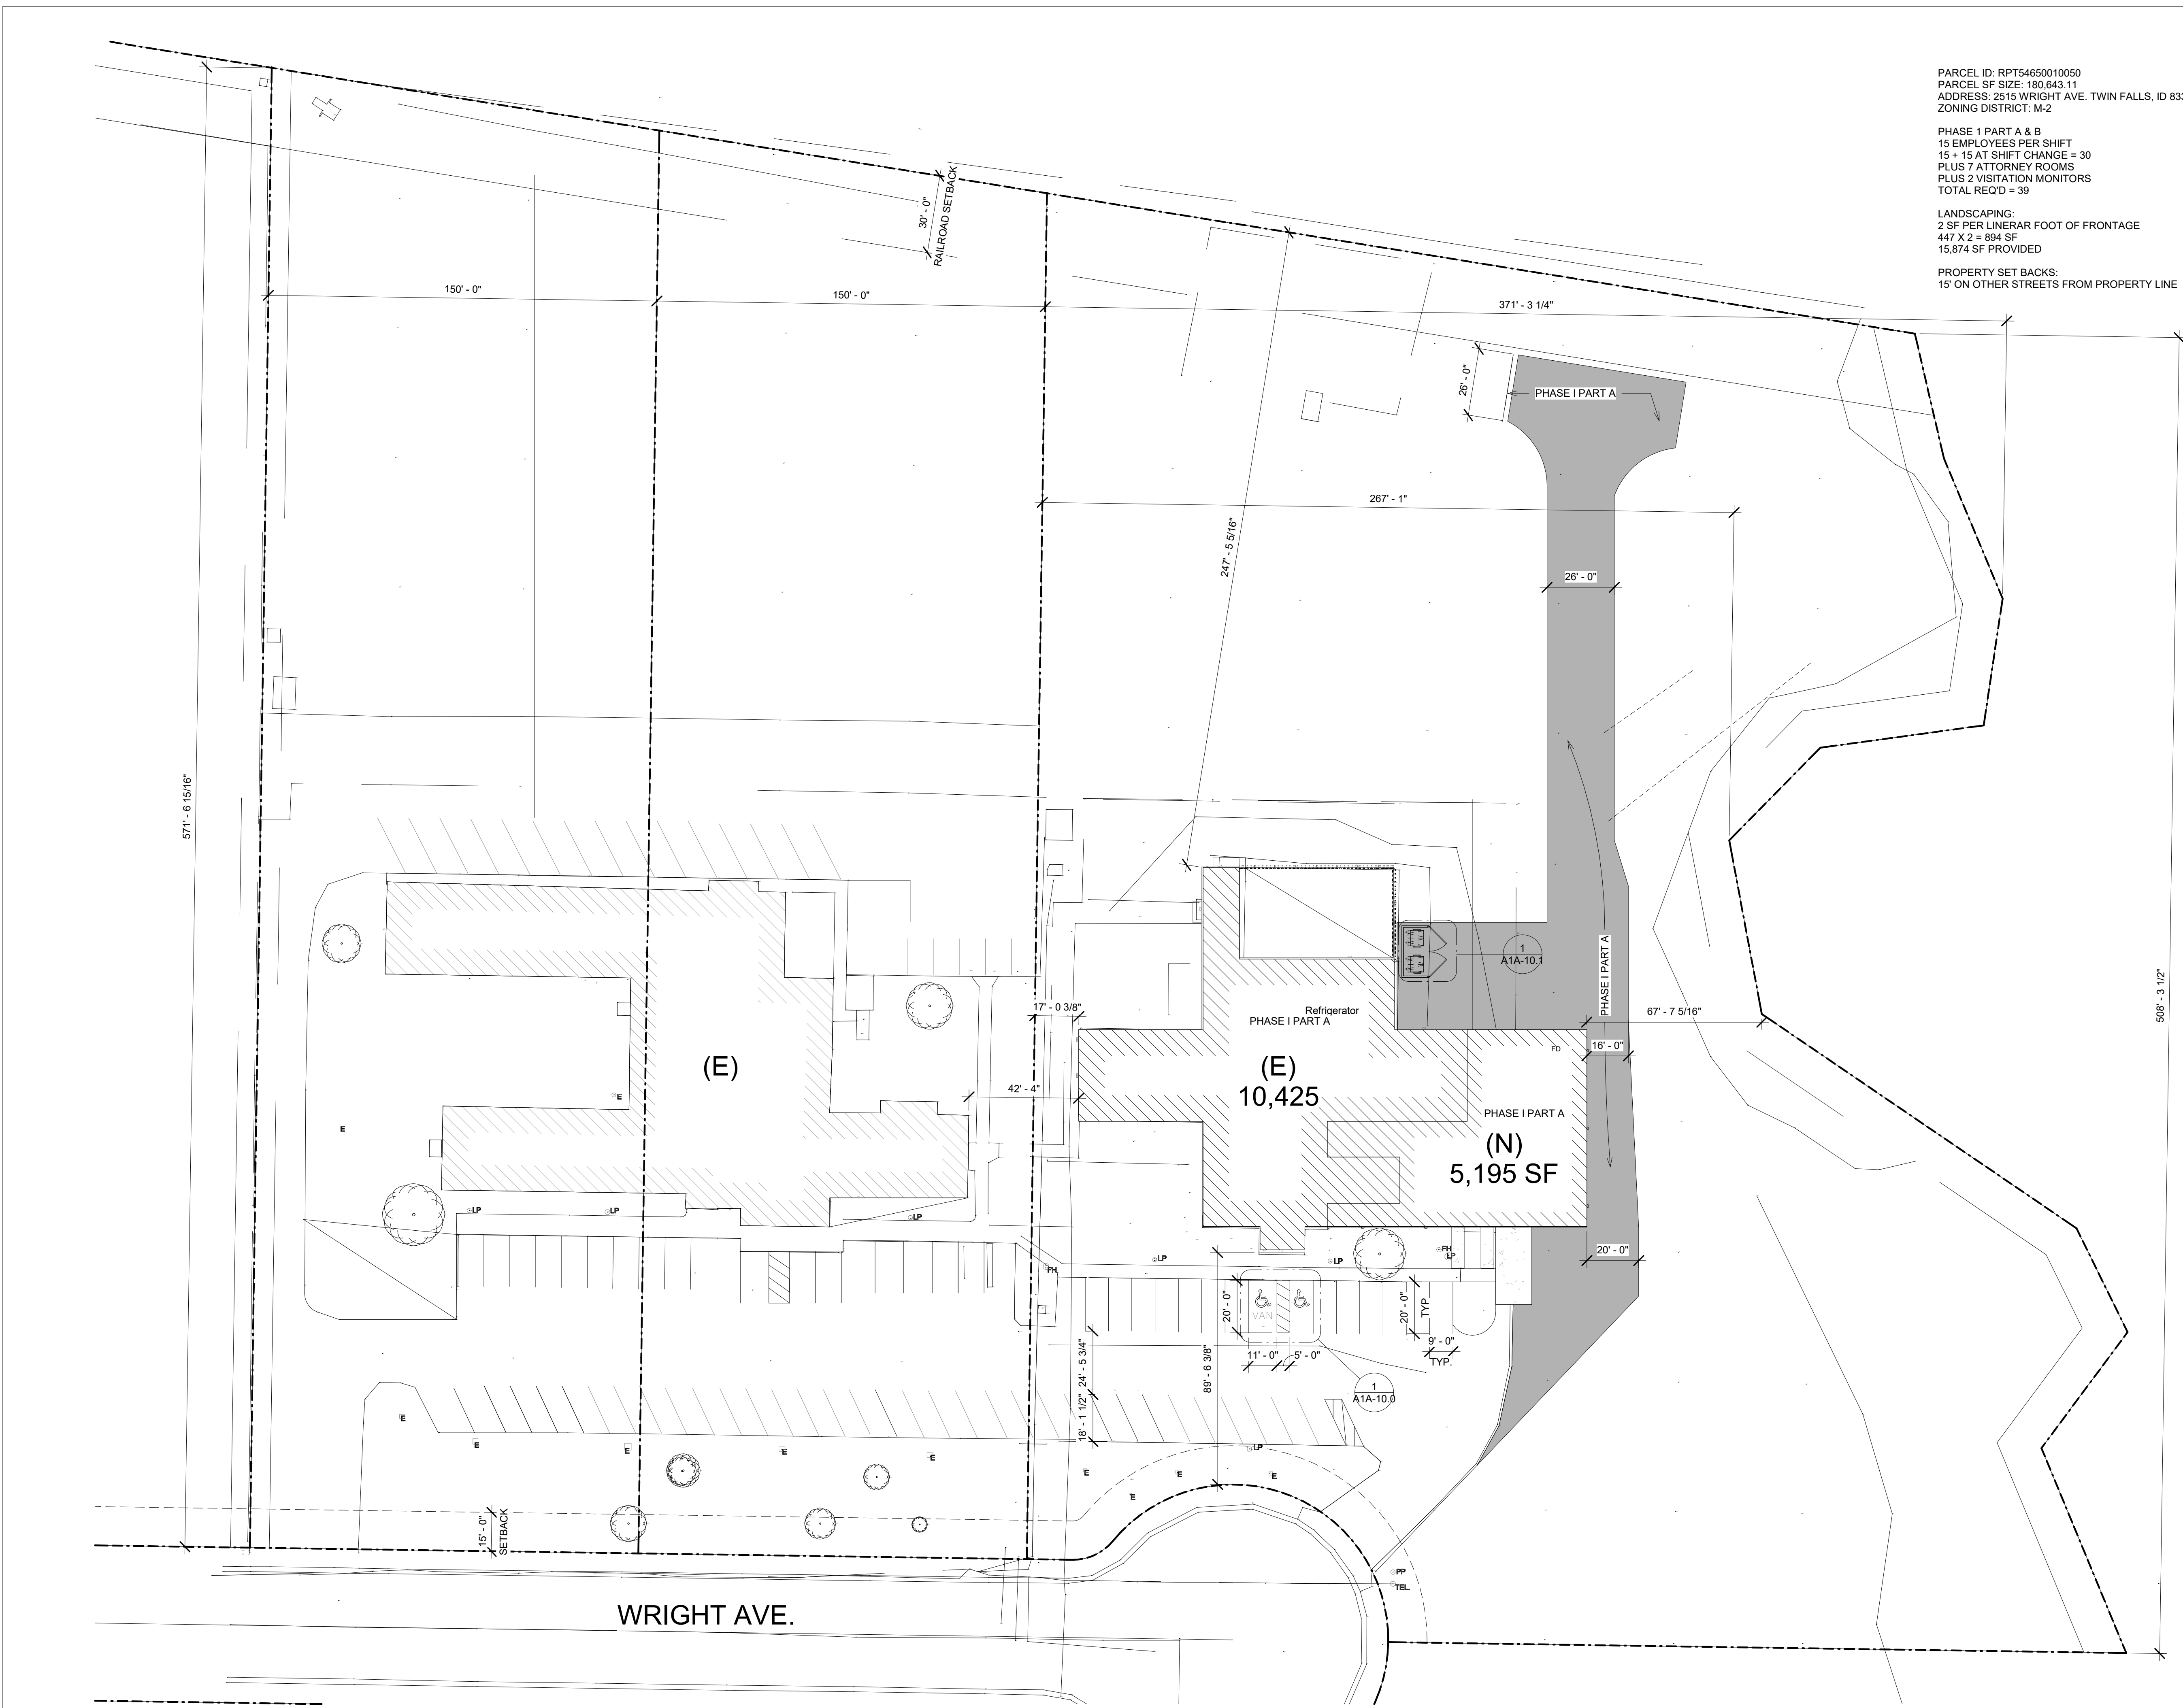 PARCEL ID: RPT54650010050
PARCEL SF SIZE: 180,643.11
ADDRESS: 2515 WRIGHT AVE. TWIN FALLS, ID 833
ZONING DISTRICT: M-2
PHASE 1 PART A & B
15 EMPLOYEES PER SHIFT
15 + 15 AT SHIFT CHANGE = 30
PLUS 7 ATTORNEY ROOMS
PLUS 2 VISITATION MONITORS
TOTAL REQ'D = 39
LANDSCAPING:
2 SF PER LINERAR FOOT OF FRONTAGE
447 X 2 = 894 SF
15,874 SF PROVIDED
PROPERTY SET BACKS:
15' ON OTHER STREETS FROM PROPERTY LINE
30' - 0"
RAILROAD SETBACK
150' - 0"
150' - 0"
371' - 3 1/4"
26' - 0"
PHASE I PART A
267' - 1"
247' - 5 5/16"
26' - 0"
571' - 6 15/16"
508' - 3 1/2"
1
A1A-10.1
PHASE I PART A
17' - 0 3/8"
Refrigerator
PHASE I PART A
67' - 7 5/16"
16' - 0"
FD
(E)
(E)
10,425
42' - 4"
E
E
PHASE I PART A
(N)
5,195 SF
LP
LP
LP
LP
LP
FH
LP
FH
20' - 0"
VAN
20' - 0"
20' - 0"
TYP
9' - 0"
TYP.
11' - 0"
5' - 0"
24' - 5 3/4"
18' - 1 1/2"
89' - 6 3/8"
1
A1A-10.0
E
E
E
E
E
E
E
E
E
LP
15' - 0"
SETBACK
PP
TEL
WRIGHT AVE.